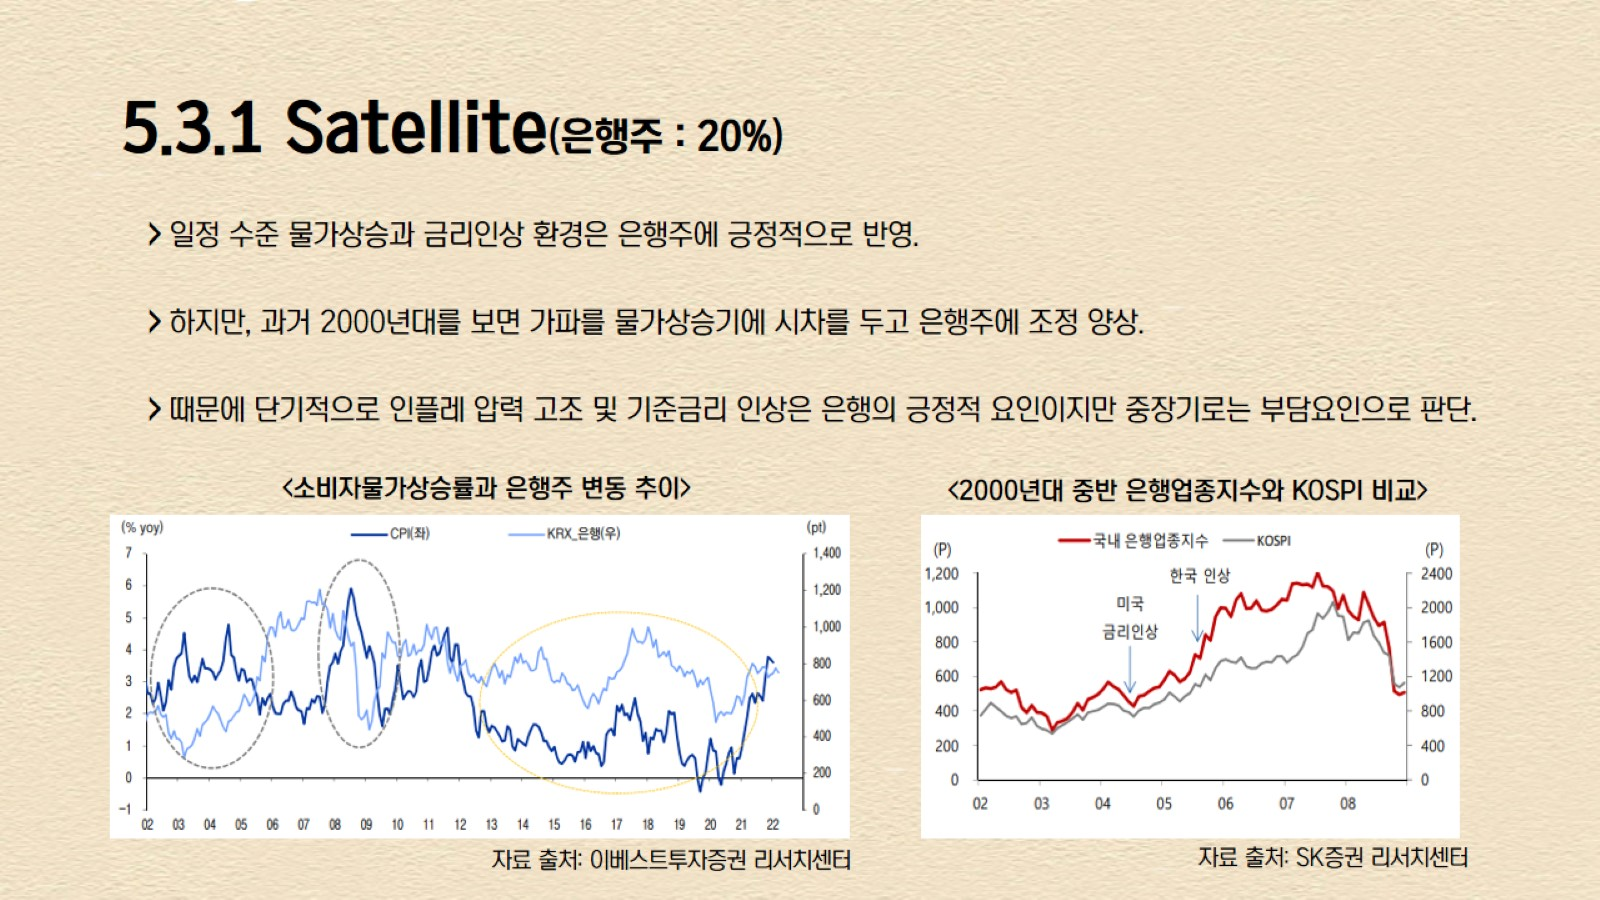 5.3.1 Satellite(은행주 : 20%)
> 일정 수준 물가상승과 금리인상 환경은 은행주에 긍정적으로 반영.
> 하지만, 과거 2000년대를 보면 가파를 물가상승기에 시차를 두고 은행주에 조정 양상.
> 때문에 단기적으로 인플레 압력 고조 및 기준금리 인상은 은행의 긍정적 요인이지만 중장기로는 부담요인으로 판단.
<소비자물가상승률과 은행주 변동 추이>
(% yoy) CPI(좌) KRX_은행(우) (pt)
7 1,400
6 1,200
5 1,000
4 800
3 600
2 400
1 200
0 0
-1
02 03 04 05 06 07 08 09 10 11 12 13 14 15 16 17 18 19 20 21 22
자료 출처: 이베스트투자증권 리서치센터
<2000년대 중반 은행업종지수와 KOSPI 비교>
국내 은행업종지수 KOSPI
(P) (P)
1,200 2400
1,000 2000
800 1600
600 1200
400 800
200 400
0 0
한국 인상
미국
금리인상
02 03 04 05 06 07 08
자료 출처: SK증권 리서치센터